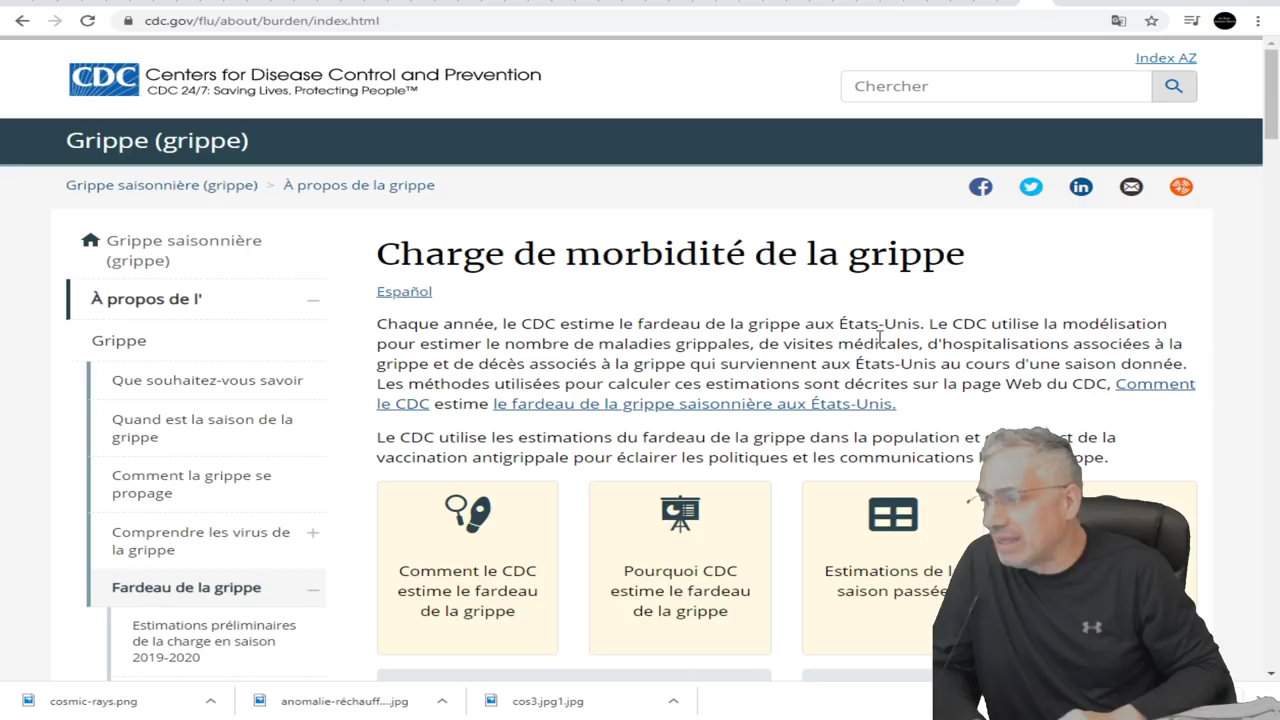 cdc.gov/flu/about/burden/index.html
Index AZ
CDC Centers for Disease Control and Prevention
CDC 24/7: Saving Lives, Protecting People™
Chercher
Grippe (grippe)
Grippe saisonnière (grippe) > À propos de la grippe
Grippe saisonnière
(grippe)
À propos de l'
Grippe
Que souhaitez-vous savoir
Quand est la saison de la
grippe
Comment la grippe se
propage
Comprendre les virus de
la grippe
Fardeau de la grippe
Estimations préliminaires
de la charge en saison
2019-2020
Charge de morbidité de la grippe
Español
Chaque année, le CDC estime le fardeau de la grippe aux États-Unis. Le CDC utilise la modélisation
pour estimer le nombre de maladies grippales, de visites médicales, d'hospitalisations associées à la
grippe et de décès associés à la grippe qui surviennent aux États-Unis au cours d'une saison donnée.
Les méthodes utilisées pour calculer ces estimations sont décrites sur la page Web du CDC, Comment
le CDC estime le fardeau de la grippe saisonnière aux États-Unis.
Le CDC utilise les estimations du fardeau de la grippe dans la population et de la
vaccination antigrippale pour éclairer les politiques et les communications
Comment le CDC
estime le fardeau
de la grippe
Pourquoi CDC
estime le fardeau
de la grippe
Estimations de
saison
cosmic-rays.png
anomalie-réchauff....jpg
cos3.jpg1.jpg